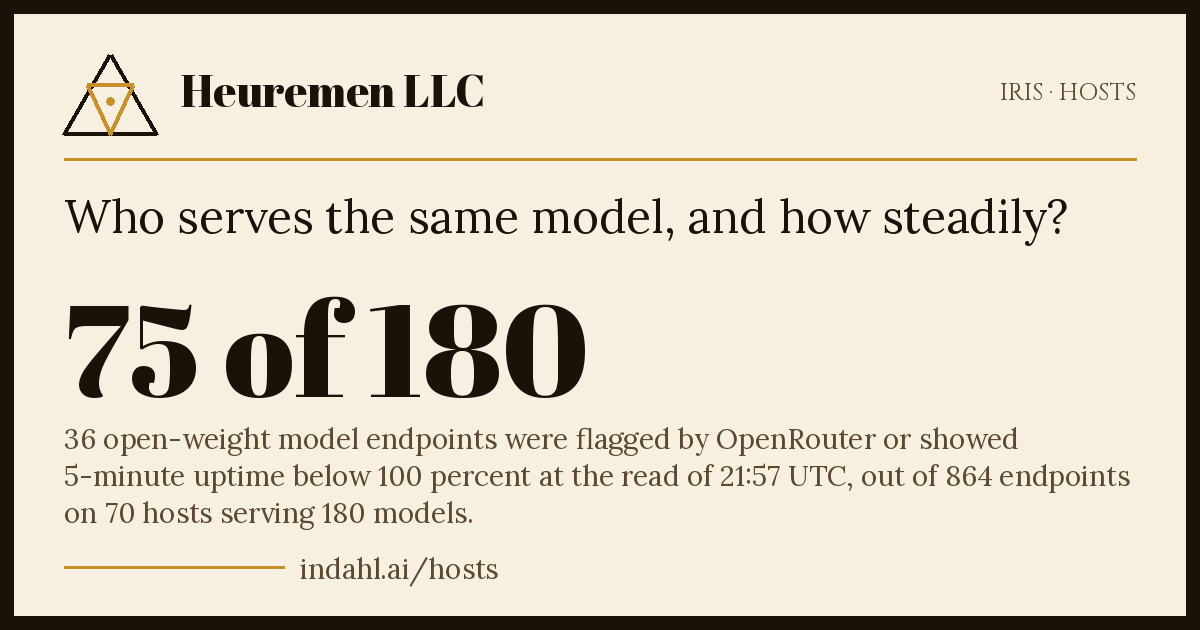 Heuremen LLC
IRIS · HOSTS
Who serves the same model, and how steadily?
75 of 180
36 open-weight model endpoints were flagged by OpenRouter or showed
5-minute uptime below 100 percent at the read of 21:57 UTC, out of 864 endpoints
on 70 hosts serving 180 models.
indahl.ai/hosts